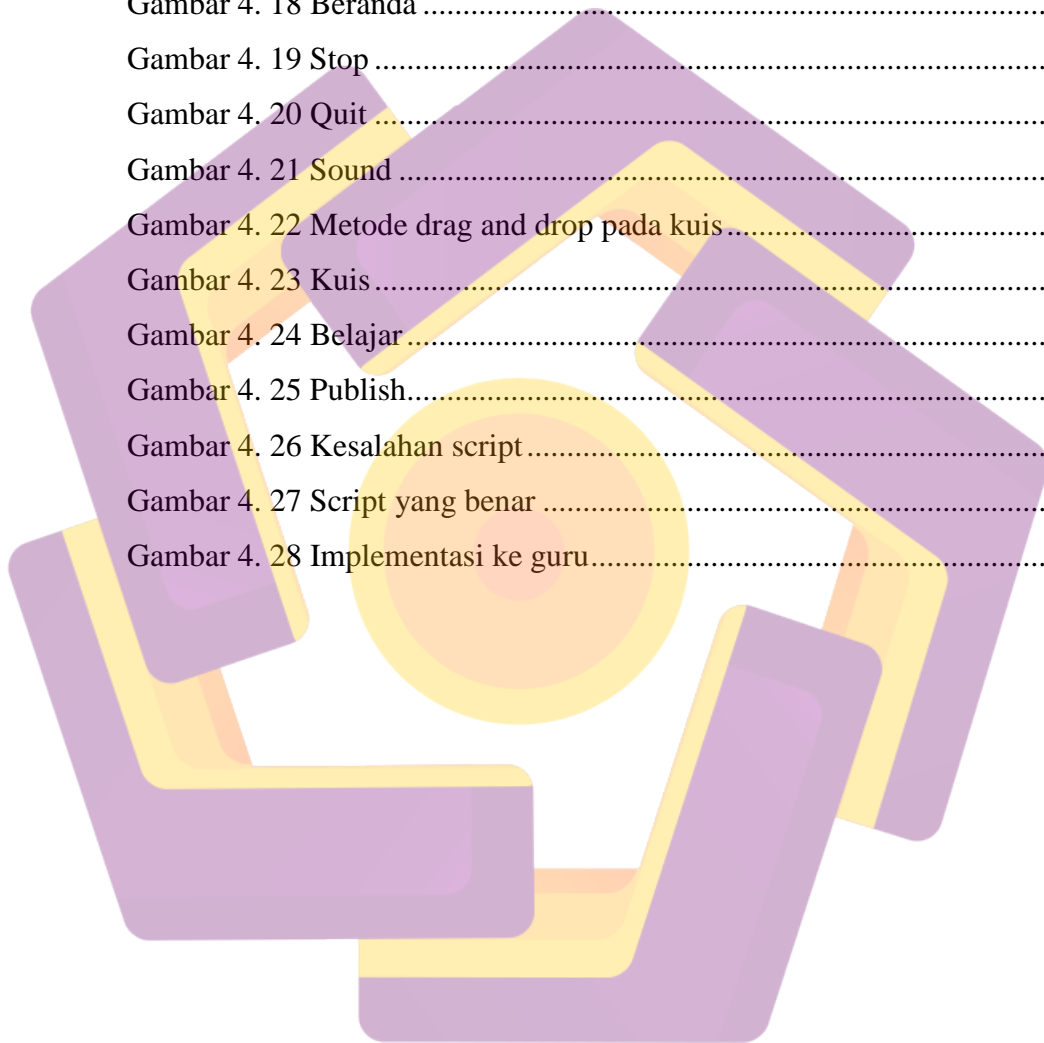 Gambar 4. 18 Beranda ........................................................................
Gambar 4. 19 Stop ..............................................................................
Gambar 4. 20 Quit ..............................................................................
Gambar 4. 21 Sound ............................................................................
Gambar 4. 22 Metode drag and drop pada kuis......................................
Gambar 4. 23 Kuis ..............................................................................
Gambar 4. 24 Belajar ..........................................................................
Gambar 4. 25 Publish...........................................................................
Gambar 4. 26 Kesalahan script ............................................................
Gambar 4. 27 Script yang benar ..........................................................
Gambar 4. 28 Implementasi ke guru.....................................................